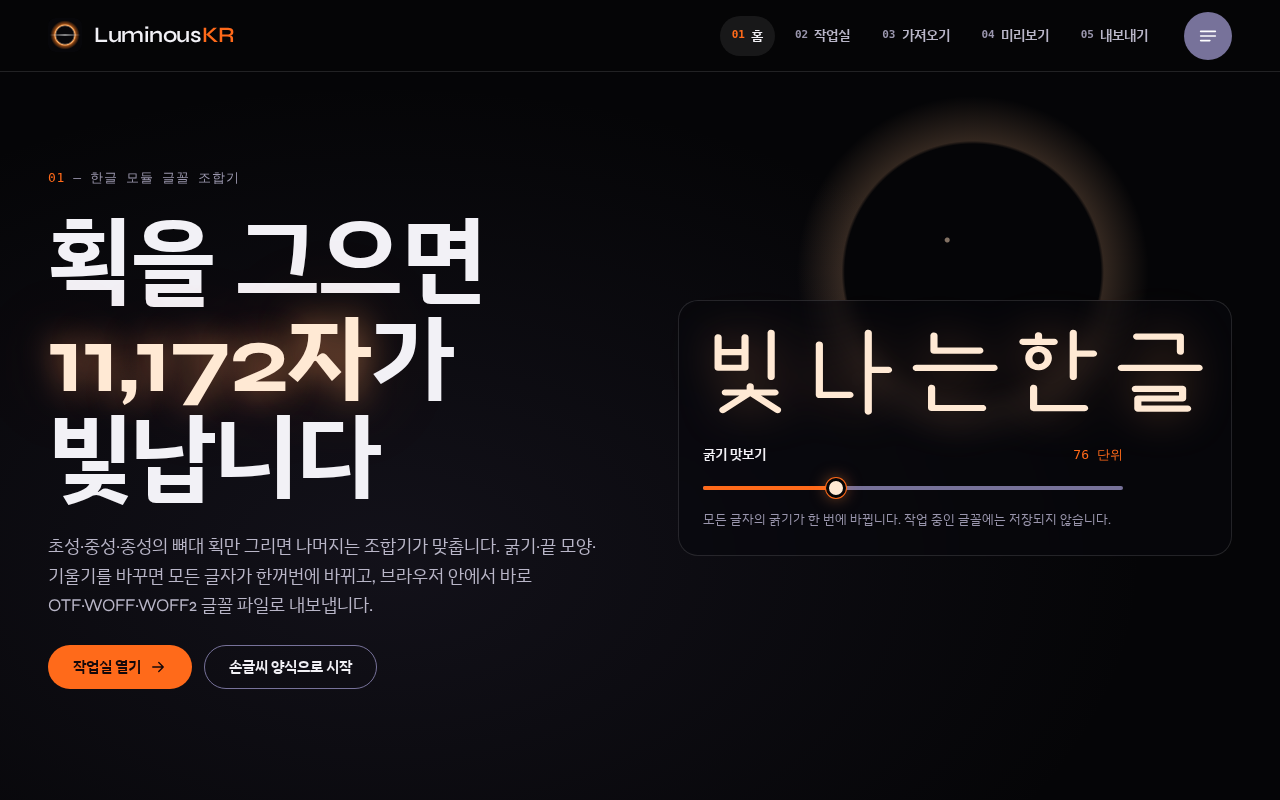 LuminousKR
01 홈
02 작업실
03 가져오기
04 미리보기
05 내보내기
01 — 한글 모듈 글꼴 조합기
획을 그으면
11,172자가
빛납니다
초성·중성·종성의 뼈대 획만 그리면 나머지는 조합기가 맞춥니다. 굵기·끝 모양·
기울기를 바꾸면 모든 글자가 한꺼번에 바뀌고, 브라우저 안에서 바로
OTF·WOFF·WOFF2 글꼴 파일로 내보냅니다.
작업실 열기 →
손글씨 양식으로 시작
빛나는한글
굵기 맛보기
76 단위
모든 글자의 굵기가 한 번에 바뀝니다. 작업 중인 글꼴에는 저장되지 않습니다.